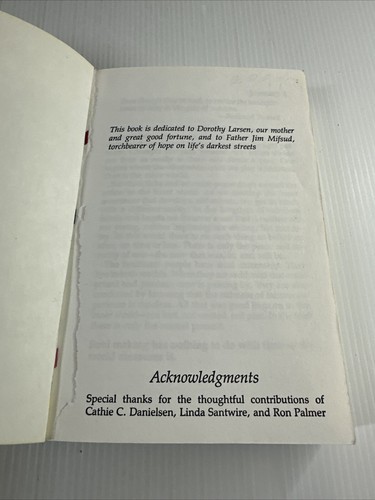 This book is dedicated to Dorothy Larsen, our mother
and great good fortune, and to Father Jim Mifsud,
torchbearer of hope on life's darkest streets
Acknowledgments
Special thanks for the thoughtful contributions of
Cathie C. Danielsen, Linda Santwire, and Ron Palmer